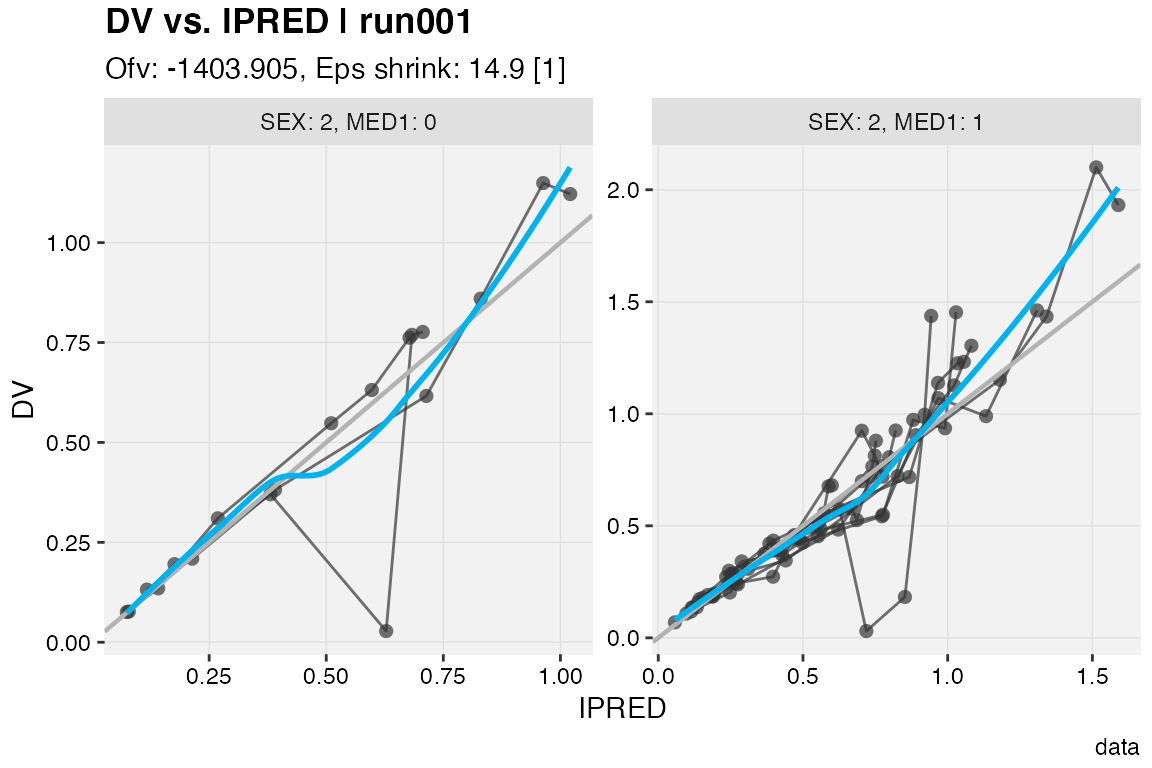 DV vs. IPRED | run001
Ofv: -1403.905, Eps shrink: 14.9 [1]
SEX: 2, MED1: 0
SEX: 2, MED1: 1
DV
1.00
0.75
0.50
0.25
0.00
2.0
1.5
1.0
0.5
0.0
0.25 0.50 0.75 1.00
0.0 0.5 1.0 1.5
IPRED
data